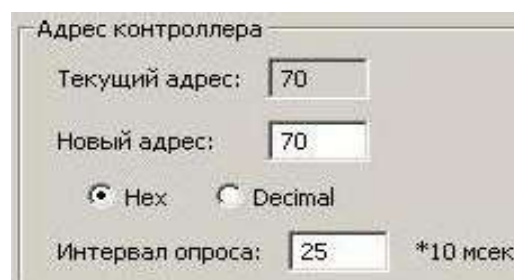 Адрес контроллера
Текущий адрес: 70
Новый адрес: 70
Hex Decimal
Интервал опроса: 25 *10 мсек